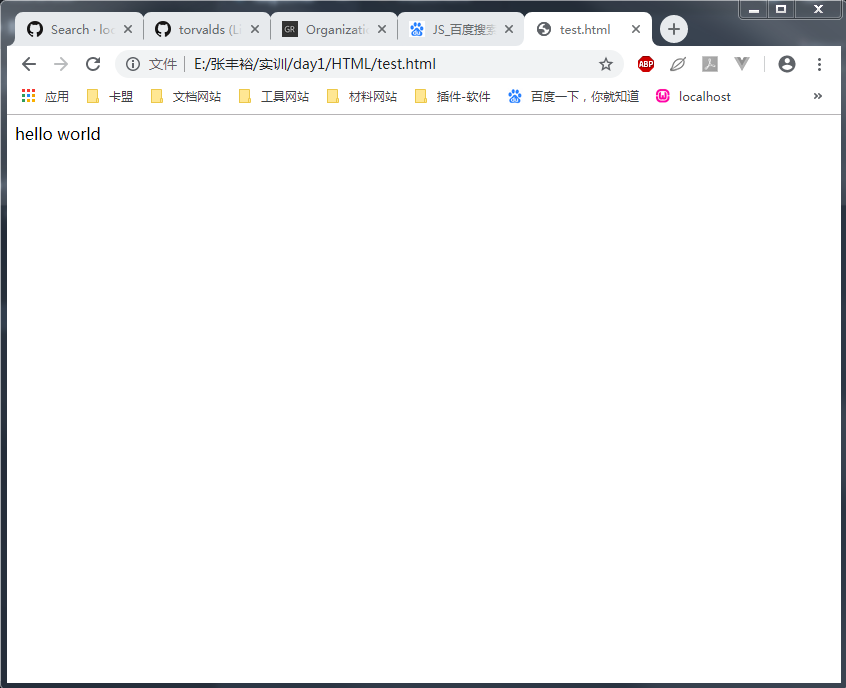 Search · lo
torvalds (Li
GR
Organizati
JS_百度搜索
test.html
文件
E:/张丰裕/实训/day1/HTML/test.html
ABP
应用
卡盟
文档网站
工具网站
材料网站
插件-软件
百度一下，你就知道
localhost
hello world